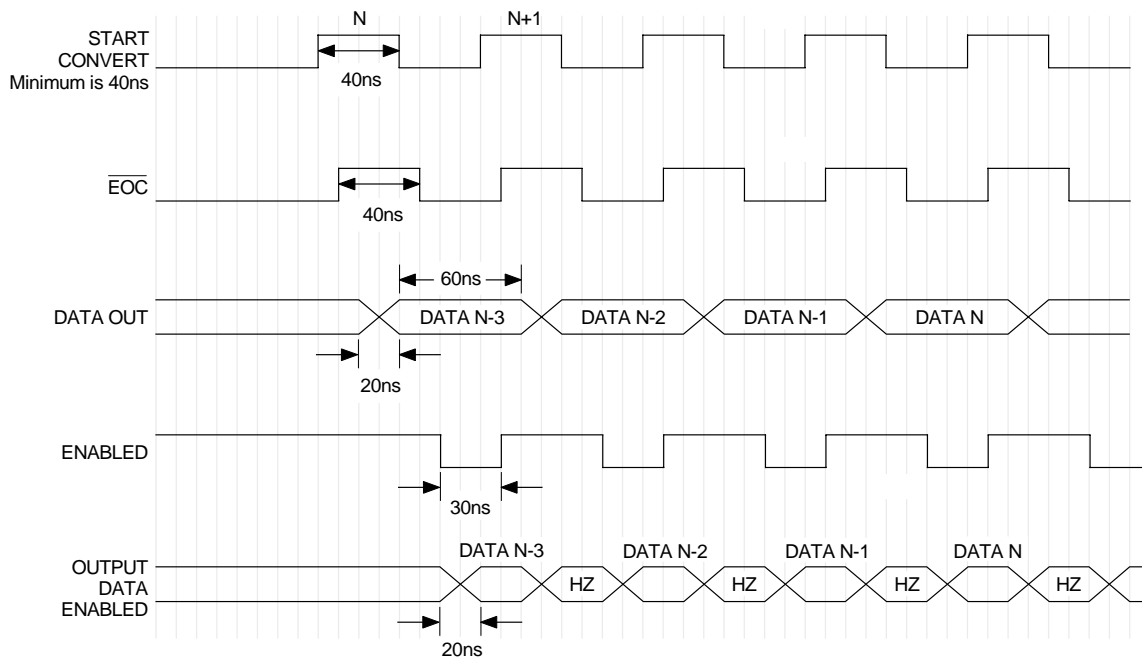 N
N+1
START
CONVERT
Minimum is 40ns
40ns
EOC
40ns
60ns
DATA OUT
DATA N-3
DATA N-2
DATA N-1
DATA N
20ns
ENABLED
30ns
DATA N-3
DATA N-2
DATA N-1
DATA N
OUTPUT
DATA
ENABLED
HZ
HZ
HZ
HZ
20ns